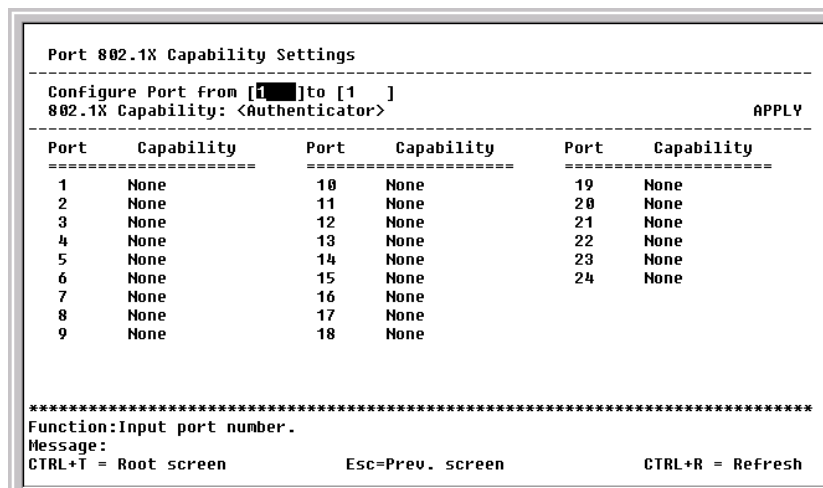 Port 802.1X Capability Settings
Configure Port from [1   ]to [1   ]
802.1X Capability: <Authenticator>                                     APPLY
Port     Capability       Port     Capability       Port     Capability
=====================     =====================     =====================
1      None               10     None               19     None
2      None               11     None               20     None
3      None               12     None               21     None
4      None               13     None               22     None
5      None               14     None               23     None
6      None               15     None               24     None
7      None               16     None
8      None               17     None
9      None               18     None
*******************************************************************************
Function:Input port number.
Message:
CTRL+T = Root screen            Esc=Prev. screen              CTRL+R = Refresh